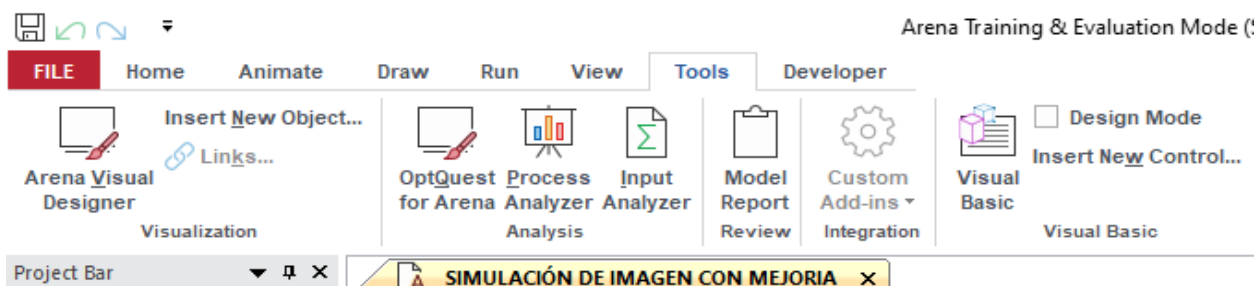 Arena Training & Evaluation Mode (
FILE Home Animate Draw Run View Tools Developer
Insert New Object...
Links...
Arena Visual Designer
Visualization
OptQuest for Arena
Process Analyzer
Input Analyzer
Analysis
Model Report
Review
Custom Add-ins
Integration
Visual Basic
Design Mode
Insert New Control...
Visual Basic
Project Bar
SIMULACIÓN DE IMAGEN CON MEJORIA